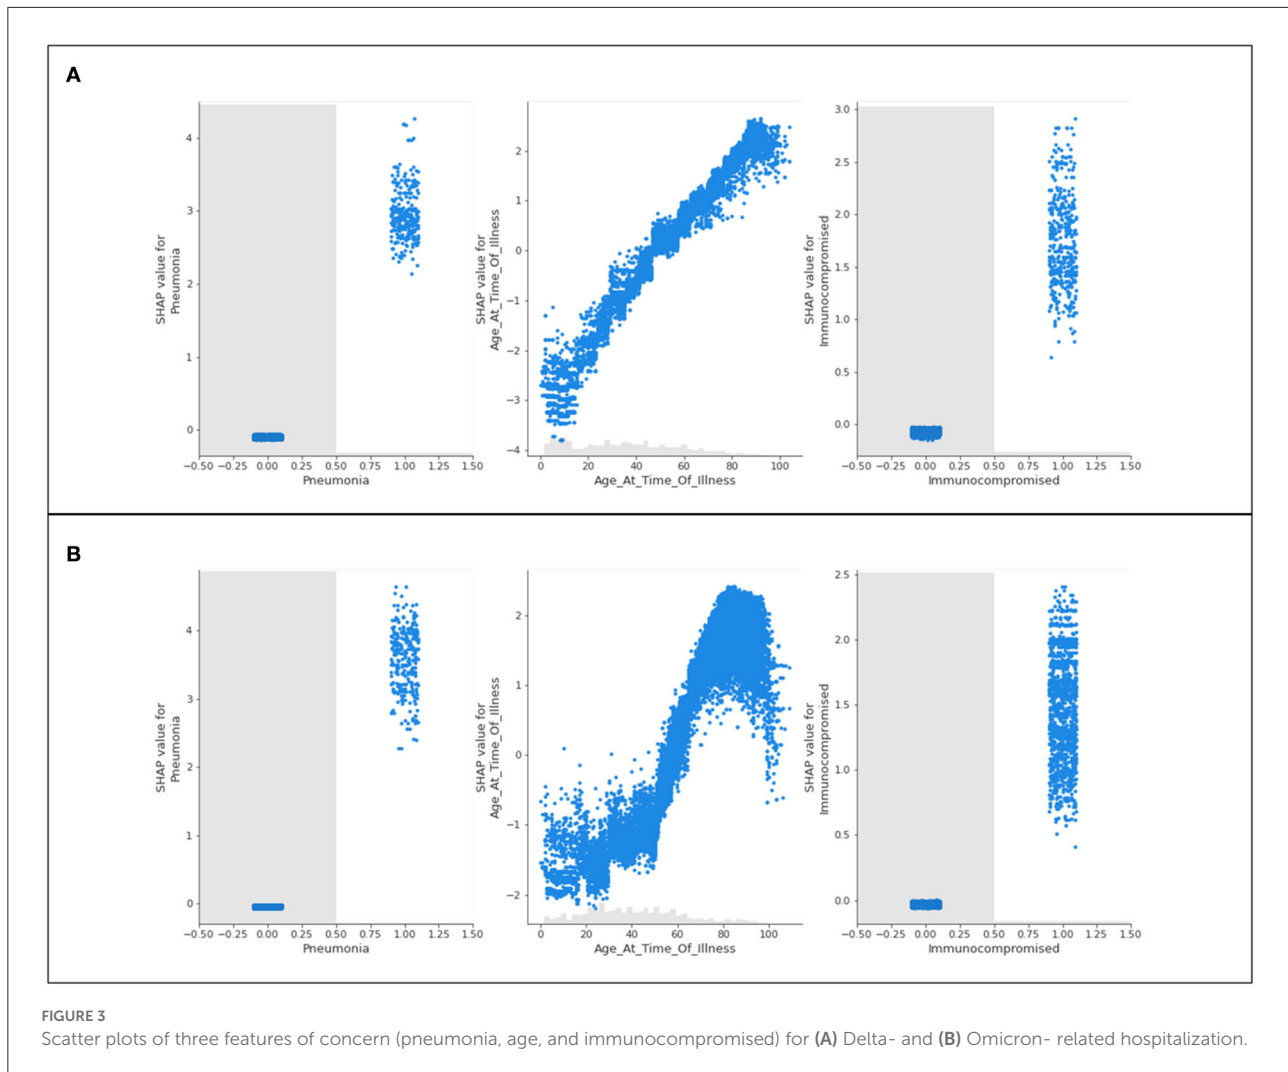 A
SHAP value for
Pneumonia
4
3
2
1
0
−0.50 −0.25 0.00 0.25 0.50 0.75 1.00 1.25 1.50
Pneumonia
SHAP value for
Age_At_Time_Of_Illness
2
1
0
−1
−2
−3
−4
0 20 40 60 80 100
Age_At_Time_Of_Illness
SHAP value for
Immunocompromised
3.0
2.5
2.0
1.5
1.0
0.5
0.0
−0.50 −0.25 0.00 0.25 0.50 0.75 1.00 1.25 1.50
Immunocompromised
B
SHAP value for
Pneumonia
4
3
2
1
0
−0.50 −0.25 0.00 0.25 0.50 0.75 1.00 1.25 1.50
Pneumonia
SHAP value for
Age_At_Time_Of_Illness
2
1
0
−1
−2
0 20 40 60 80 100
Age_At_Time_Of_Illness
SHAP value for
Immunocompromised
2.5
2.0
1.5
1.0
0.5
0.0
−0.50 −0.25 0.00 0.25 0.50 0.75 1.00 1.25 1.50
Immunocompromised
FIGURE 3
Scatter plots of three features of concern (pneumonia, age, and immunocompromised) for (A) Delta- and (B) Omicron- related hospitalization.